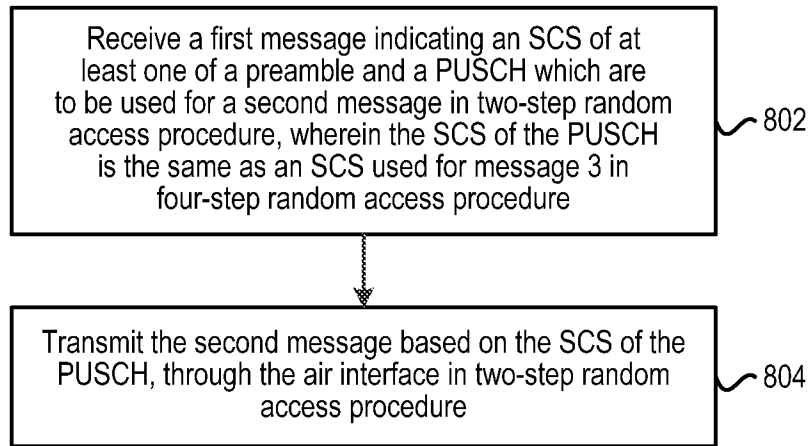 Receive a first message indicating an SCS of at
least one of a preamble and a PUSCH which are
to be used for a second message in two-step random
access procedure, wherein the SCS of the PUSCH
is the same as an SCS used for message 3 in
four-step random access procedure
802
Transmit the second message based on the SCS of the
PUSCH, through the air interface in two-step random
access procedure
804